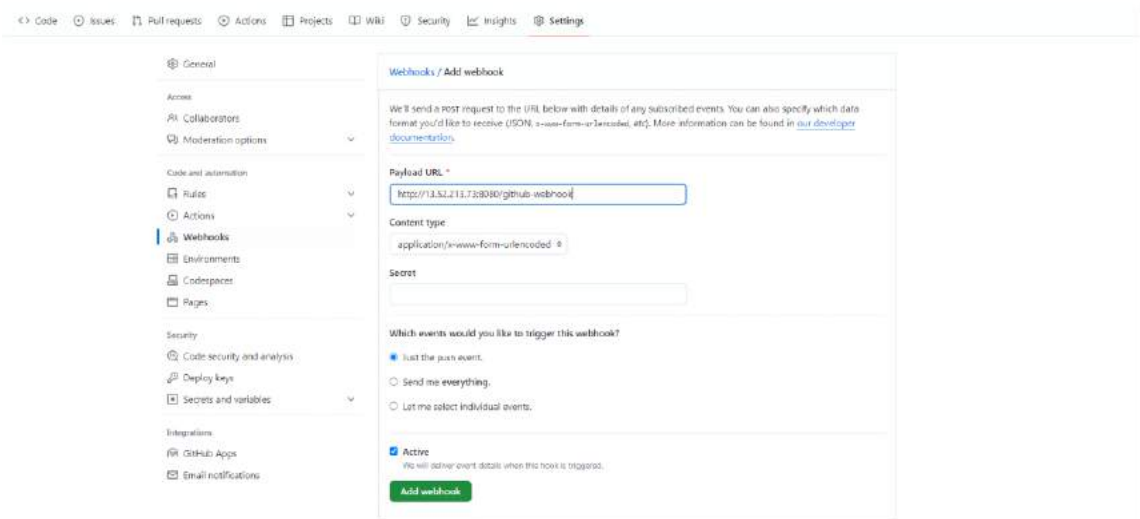 <> Code Issues Pull requests Actions Projects Wiki Security Insights Settings
General
Access
Collaborators
Moderation options
Code and automation
Rules
Actions
Webhooks
Environments
Codespaces
Pages
Security
Code security and analysis
Deploy keys
Secrets and variables
Integrations
GitHub Apps
Email notifications
Webhooks / Add webhook
We'll send a POST request to the URL below with details of any subscribed events. You can also specify which data
format you'd like to receive (JSON, x-www-form-urlencoded, etc). More information can be found in our developer
documentation.
Payload URL *
http://13.52.213.73:8080/github-webhook
Content type
application/x-www-form-urlencoded
Secret
Which events would you like to trigger this webhook?
Just the push event.
Send me everything.
Let me select individual events.
Active
We will deliver event details when this hook is triggered.
Add webhook